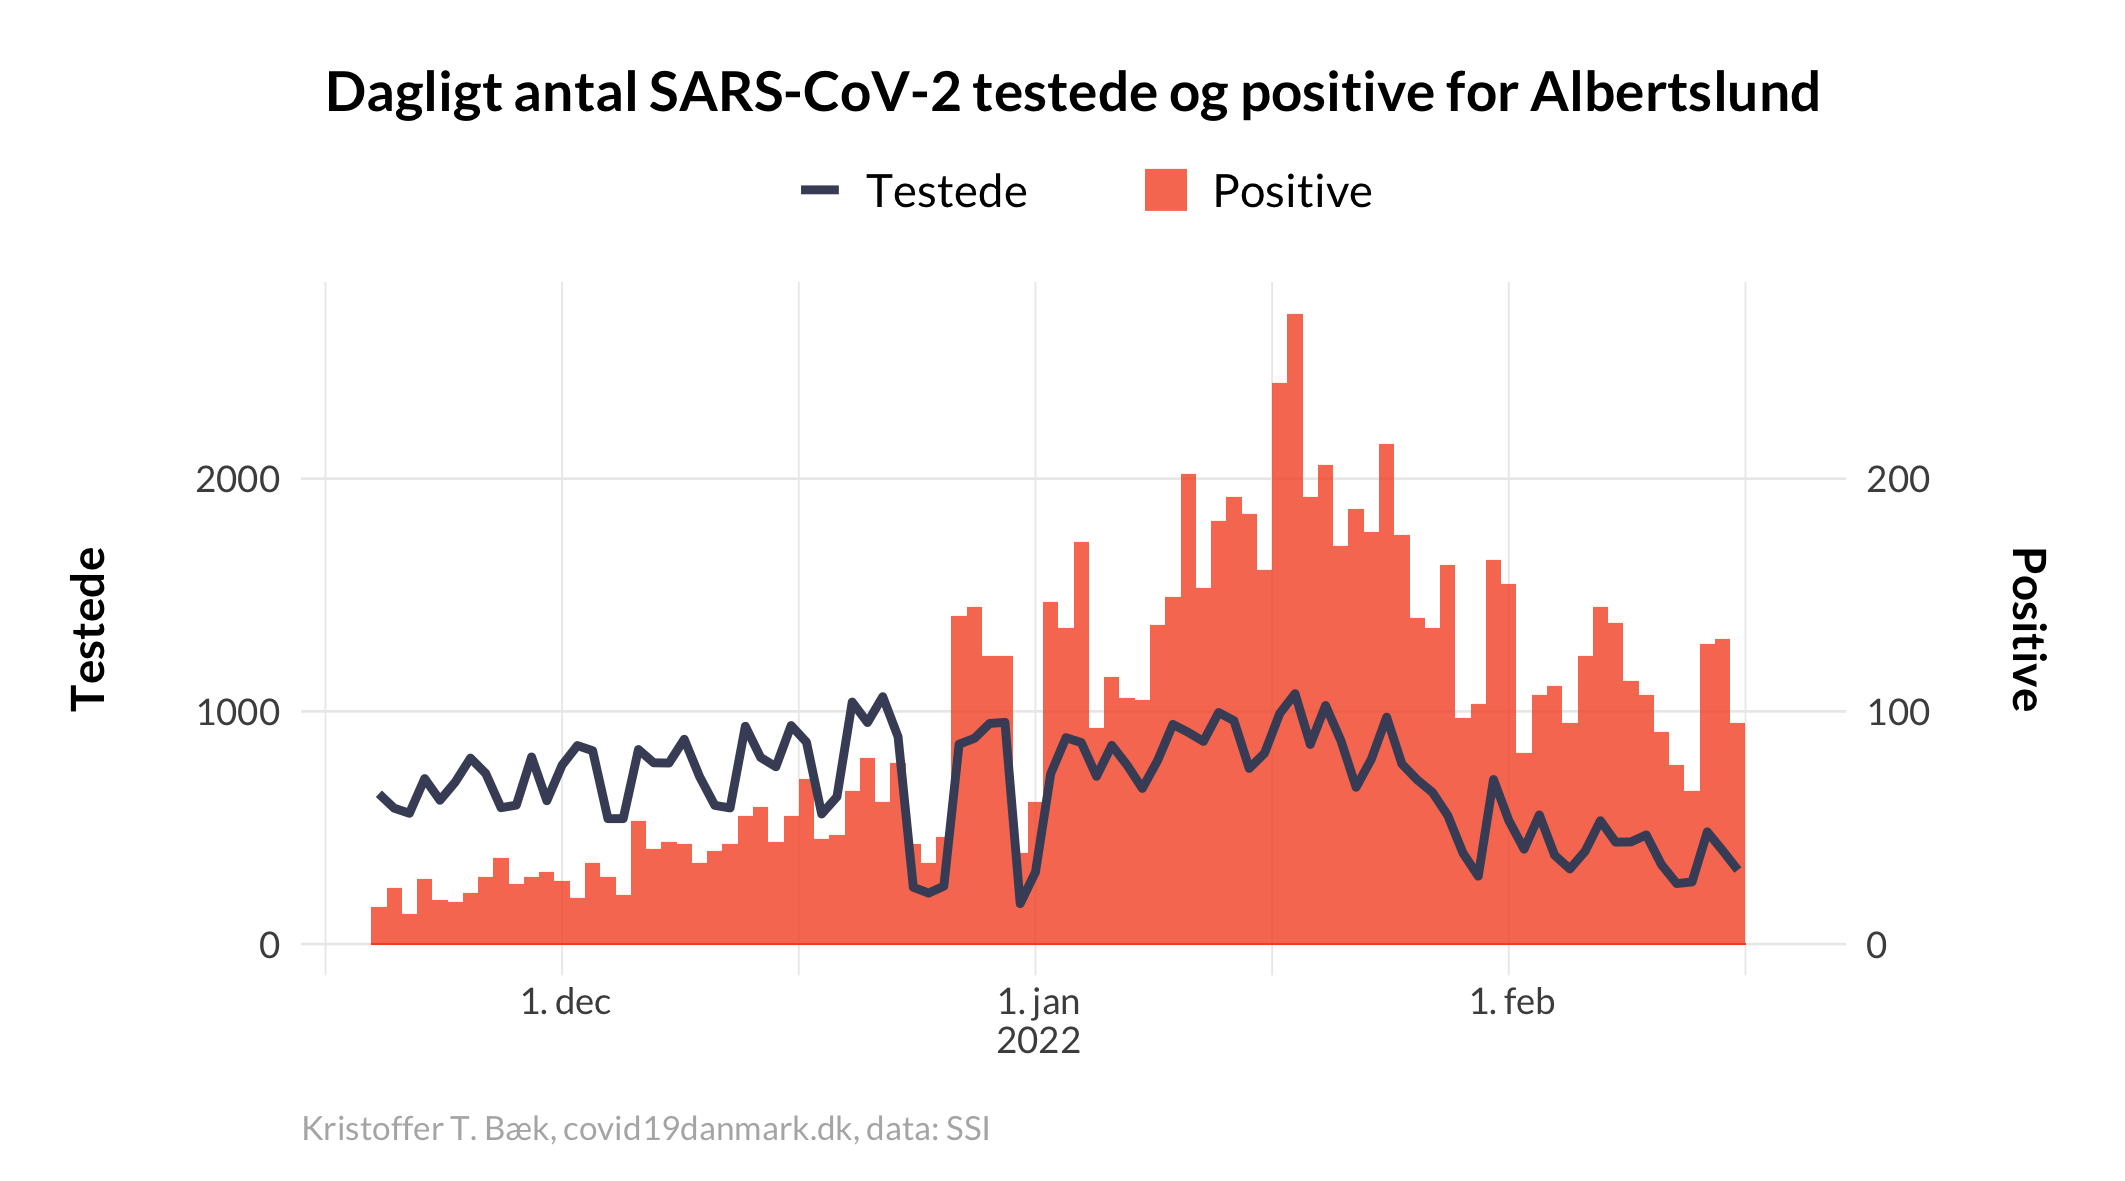 Dagligt antal SARS-CoV-2 testede og positive for Albertslund
Testede
Positive
2000
1000
0
Testede
200
100
0
Positive
1. dec
1. jan
2022
1. feb
Kristoffer T. Bæk, covid19danmark.dk, data: SSI